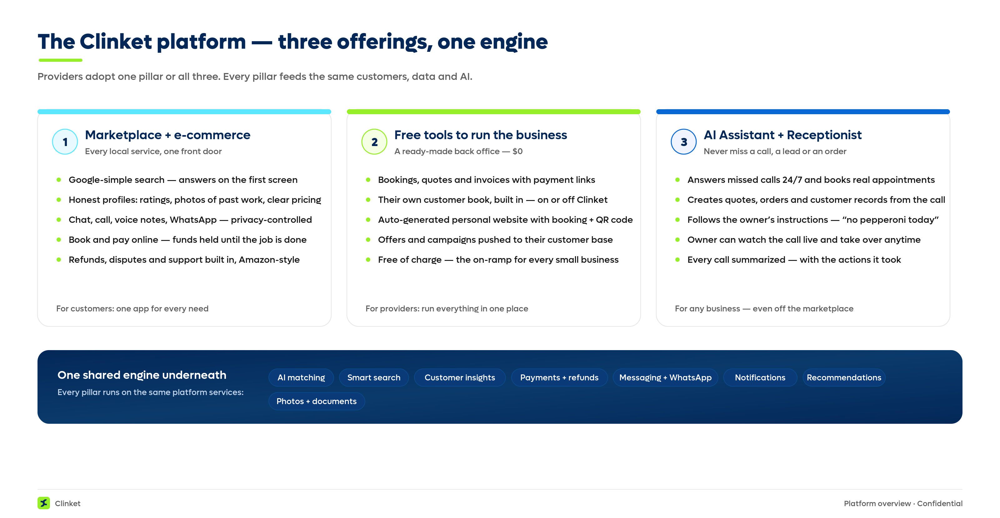 The Clinket platform — three offerings, one engine
Providers adopt one pillar or all three. Every pillar feeds the same customers, data and AI.
1
Marketplace + e-commerce
Every local service, one front door
Google-simple search — answers on the first screen
Honest profiles: ratings, photos of past work, clear pricing
Chat, call, voice notes, WhatsApp — privacy-controlled
Book and pay online — funds held until the job is done
Refunds, disputes and support built in, Amazon-style
For customers: one app for every need
2
Free tools to run the business
A ready-made back office — $0
Bookings, quotes and invoices with payment links
Their own customer book, built in — on or off Clinket
Auto-generated personal website with booking + QR code
Offers and campaigns pushed to their customer base
Free of charge — the on-ramp for every small business
For providers: run everything in one place
3
AI Assistant + Receptionist
Never miss a call, a lead or an order
Answers missed calls 24/7 and books real appointments
Creates quotes, orders and customer records from the call
Follows the owner’s instructions — “no pepperoni today”
Owner can watch the call live and take over anytime
Every call summarized — with the actions it took
For any business — even off the marketplace
One shared engine underneath
Every pillar runs on the same platform services:
AI matching
Smart search
Customer insights
Payments + refunds
Messaging + WhatsApp
Notifications
Recommendations
Photos + documents
Clinket
Platform overview · Confidential